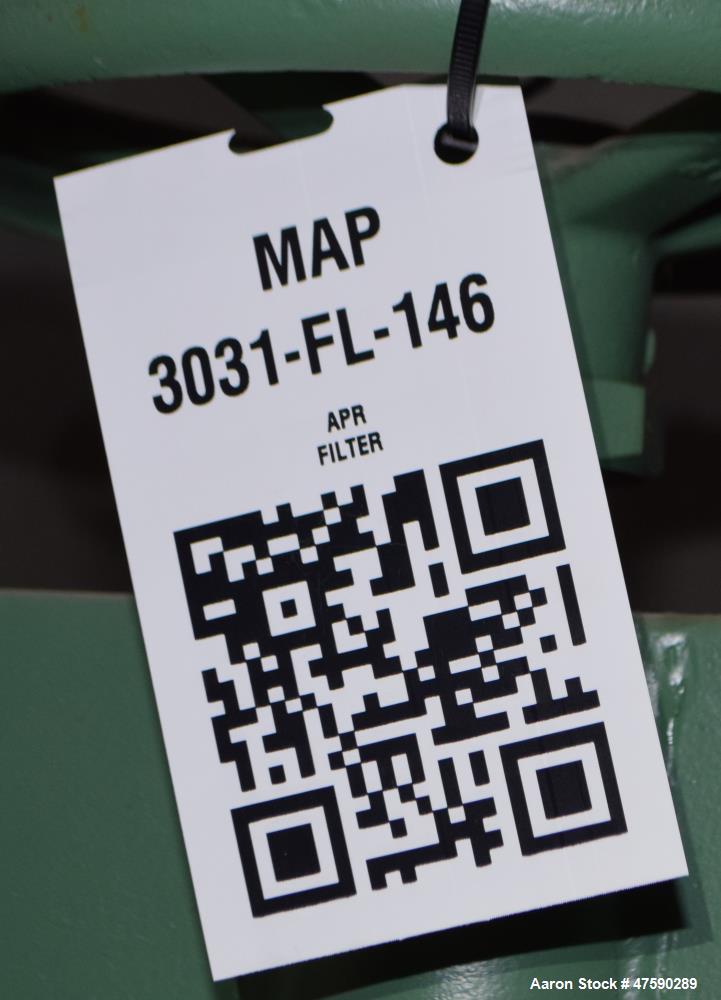 MAP
3031-FL-146
APR
FILTER
Aaron Stock # 47590289